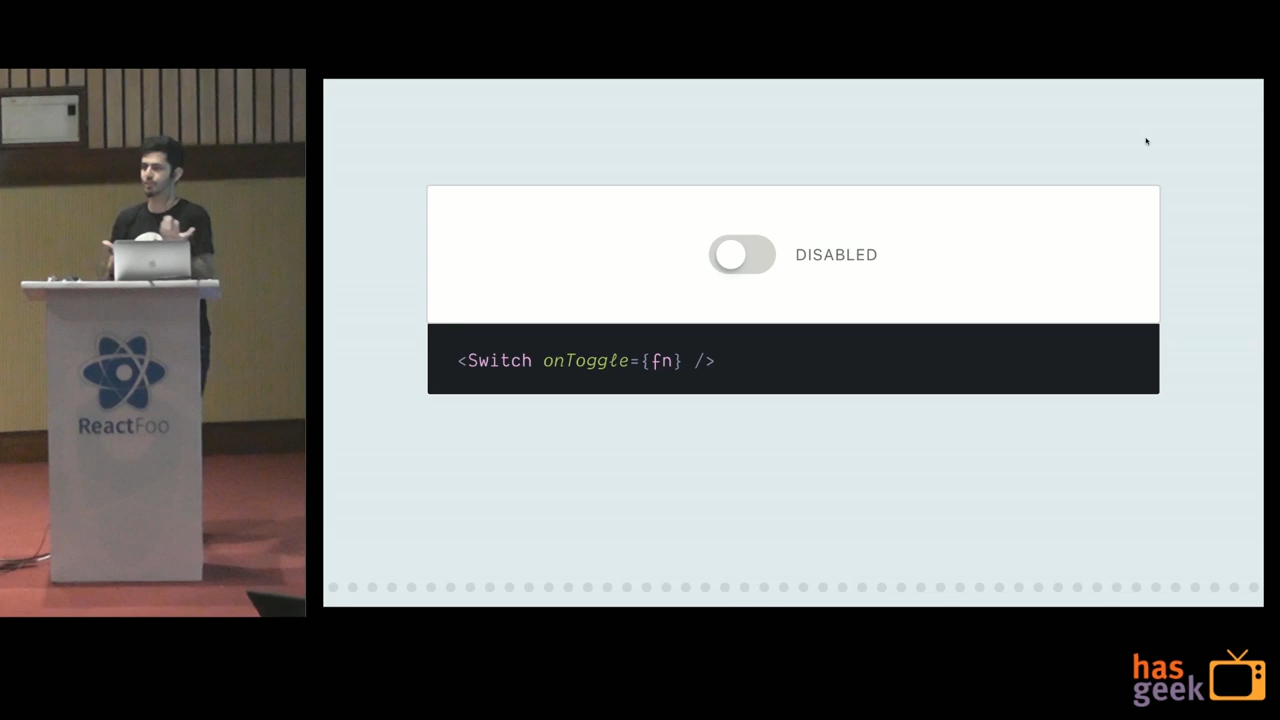 DISABLED
<Switch onToggle={fn} />
ReactFoo
has
geek